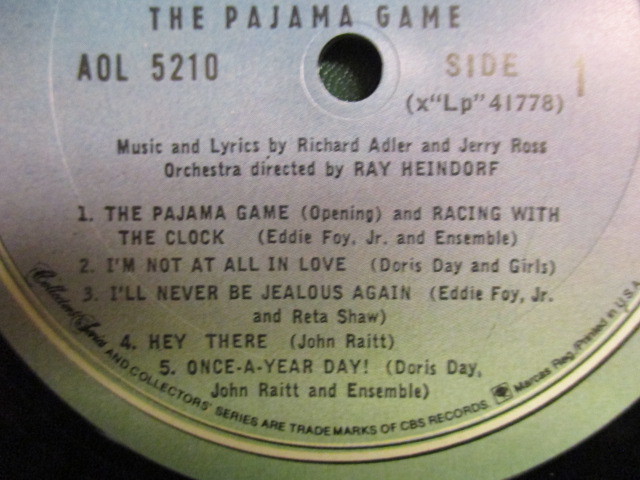 THE PAJAMA GAME
AOL 5210
SIDE 1
(x"Lp" 41778)
Music and Lyrics by Richard Adler and Jerry Ross
Orchestra directed by RAY HEINDORF
1. THE PAJAMA GAME (Opening) and RACING WITH
THE CLOCK (Eddie Foy, Jr. and Ensemble)
2. I'M NOT AT ALL IN LOVE (Doris Day and Girls)
3. I'LL NEVER BE JEALOUS AGAIN (Eddie Foy, Jr.
and Reta Shaw)
4. HEY THERE (John Raitt)
5. ONCE-A-YEAR DAY! (Doris Day,
John Raitt and Ensemble)
Collectors' Series AND COLLECTORS' SERIES ARE TRADEMARKS OF CBS RECORDS. Marcas Reg./Printed in U.S.A.